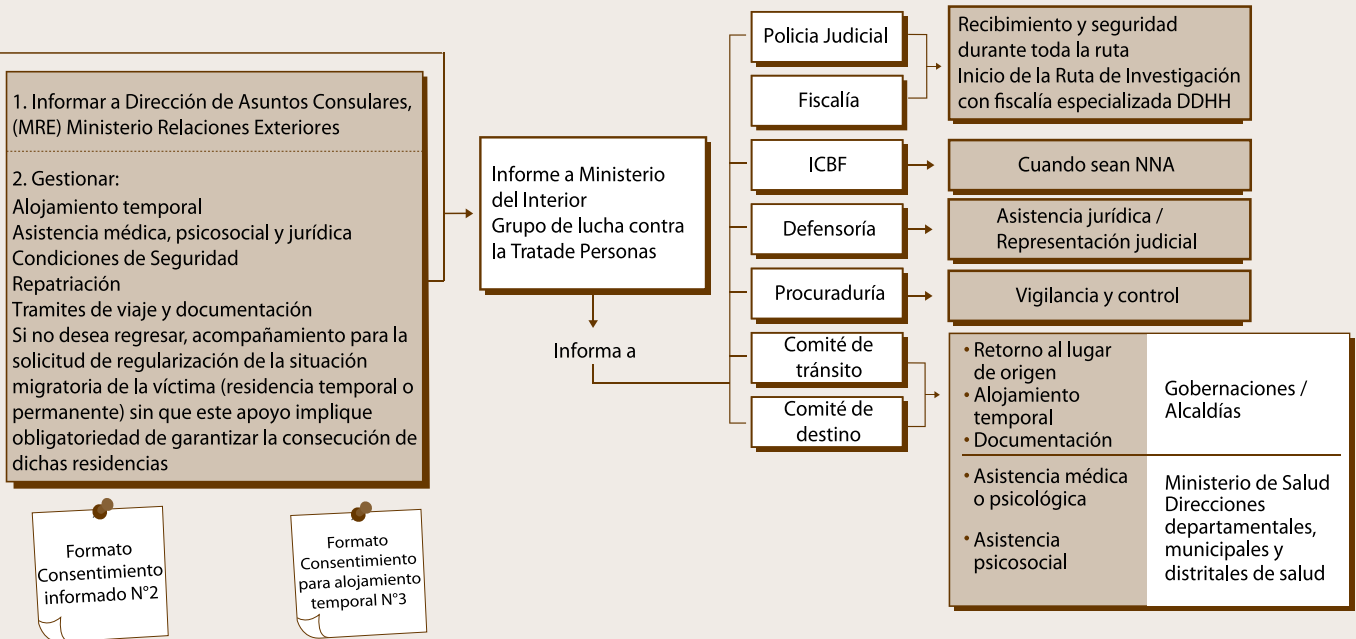 1. Informar a Dirección de Asuntos Consulares,
(MRE) Ministerio Relaciones Exteriores
2. Gestionar:
Alojamiento temporal
Asistencia médica, psicosocial y jurídica
Condiciones de Seguridad
Repatriación
Tramites de viaje y documentación
Si no desea regresar, acompañamiento para la
solicitud de regularización de la situación
migratoria de la víctima (residencia temporal o
permanente) sin que este apoyo implique
obligatoriedad de garantizar la consecución de
dichas residencias
Formato
Consentimiento
informado N°2
Formato
Consentimiento
para alojamiento
temporal N°3
Informe a Ministerio
del Interior
Grupo de lucha contra
la Tratade Personas
Informa a
Policia Judicial
Fiscalía
Recibimiento y seguridad
durante toda la ruta
Inicio de la Ruta de Investigación
con fiscalía especializada DDHH
ICBF
Cuando sean NNA
Defensoría
Asistencia jurídica /
Representación judicial
Procuraduría
Vigilancia y control
Comité de
tránsito
Comité de
destino
• Retorno al lugar
de origen
• Alojamiento
temporal
• Documentación
Gobernaciones /
Alcaldías
• Asistencia médica
o psicológica
• Asistencia
psicosocial
Ministerio de Salud
Direcciones
departamentales,
municipales y
distritales de salud